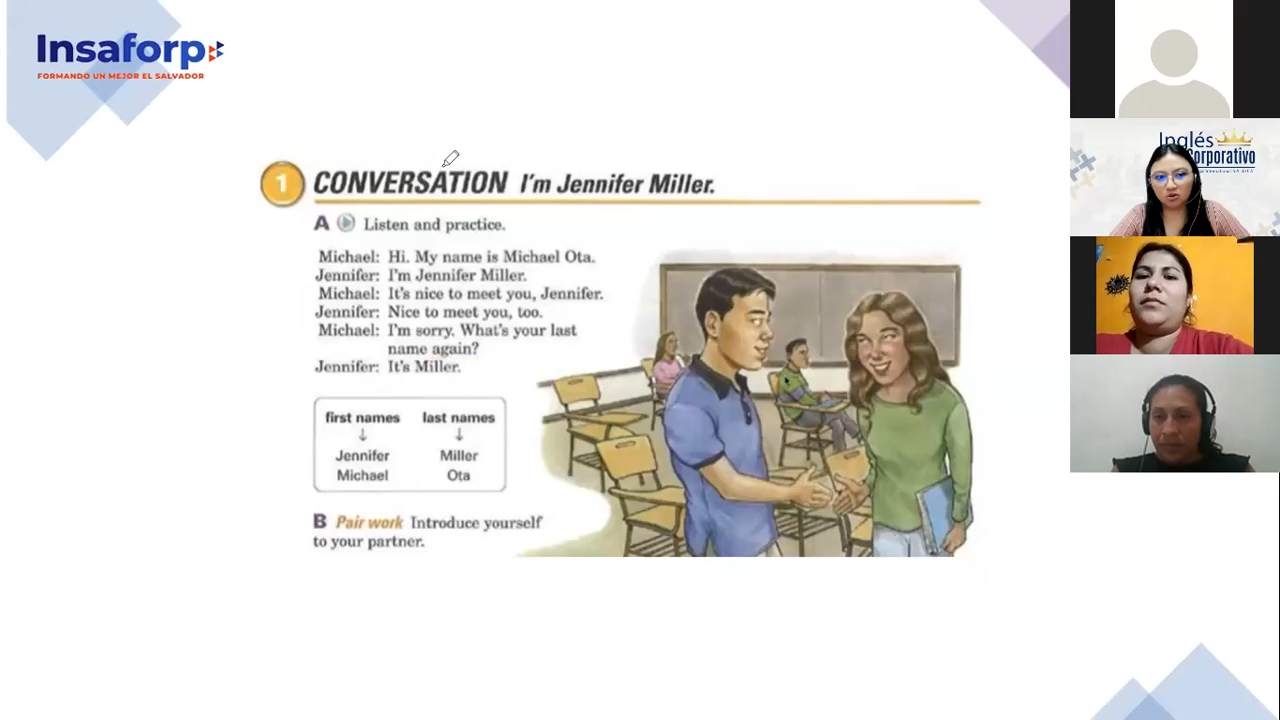 Insaforp
FORMANDO UN MEJOR EL SALVADOR
1 CONVERSATION I'm Jennifer Miller.
A Listen and practice.
Michael: Hi. My name is Michael Ota.
Jennifer: I'm Jennifer Miller.
Michael: It's nice to meet you, Jennifer.
Jennifer: Nice to meet you, too.
Michael: I'm sorry. What's your last
name again?
Jennifer: It's Miller.
first names last names
Jennifer Miller
Michael Ota
B Pair work Introduce yourself
to your partner.
Inglés
Corporativo